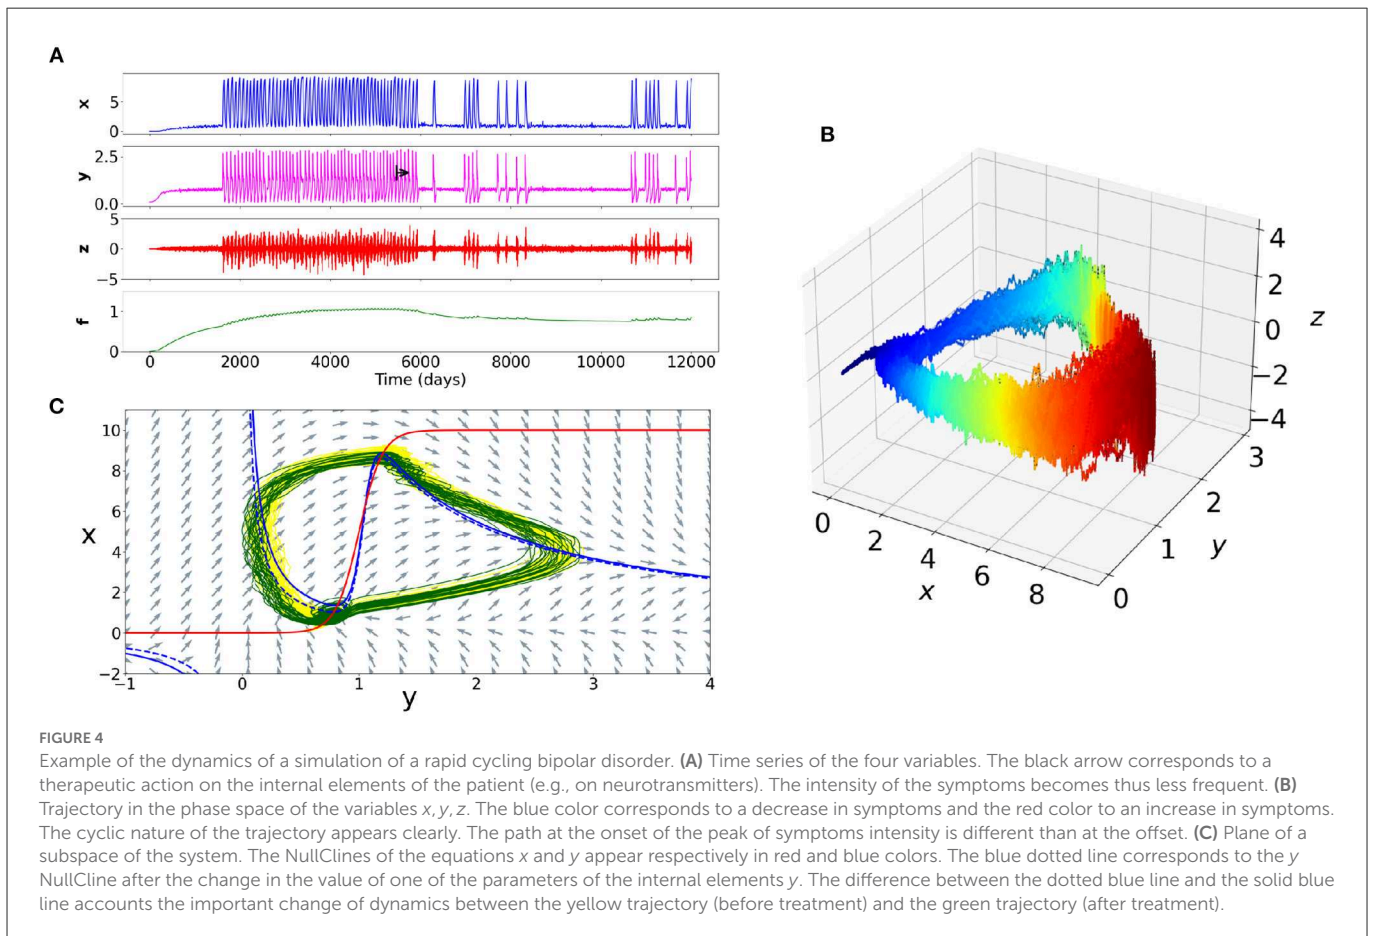 A
x
5
0
y
2.5
0.0
z
5
0
−5
f
1
0
0 2000 4000 6000 8000 10000 12000
Time (days)
B
4
2
0
−2
−4
z
3
2
1
0
y
0 2 4 6 8
x
C
10
8
6
4
2
0
−2
x
−1 0 1 2 3 4
y
FIGURE 4
Example of the dynamics of a simulation of a rapid cycling bipolar disorder. (A) Time series of the four variables. The black arrow corresponds to a
therapeutic action on the internal elements of the patient (e.g., on neurotransmitters). The intensity of the symptoms becomes thus less frequent. (B)
Trajectory in the phase space of the variables x, y, z. The blue color corresponds to a decrease in symptoms and the red color to an increase in symptoms.
The cyclic nature of the trajectory appears clearly. The path at the onset of the peak of symptoms intensity is different than at the offset. (C) Plane of a
subspace of the system. The NullClines of the equations x and y appear respectively in red and blue colors. The blue dotted line corresponds to the y
NullCline after the change in the value of one of the parameters of the internal elements y. The difference between the dotted blue line and the solid blue
line accounts the important change of dynamics between the yellow trajectory (before treatment) and the green trajectory (after treatment).